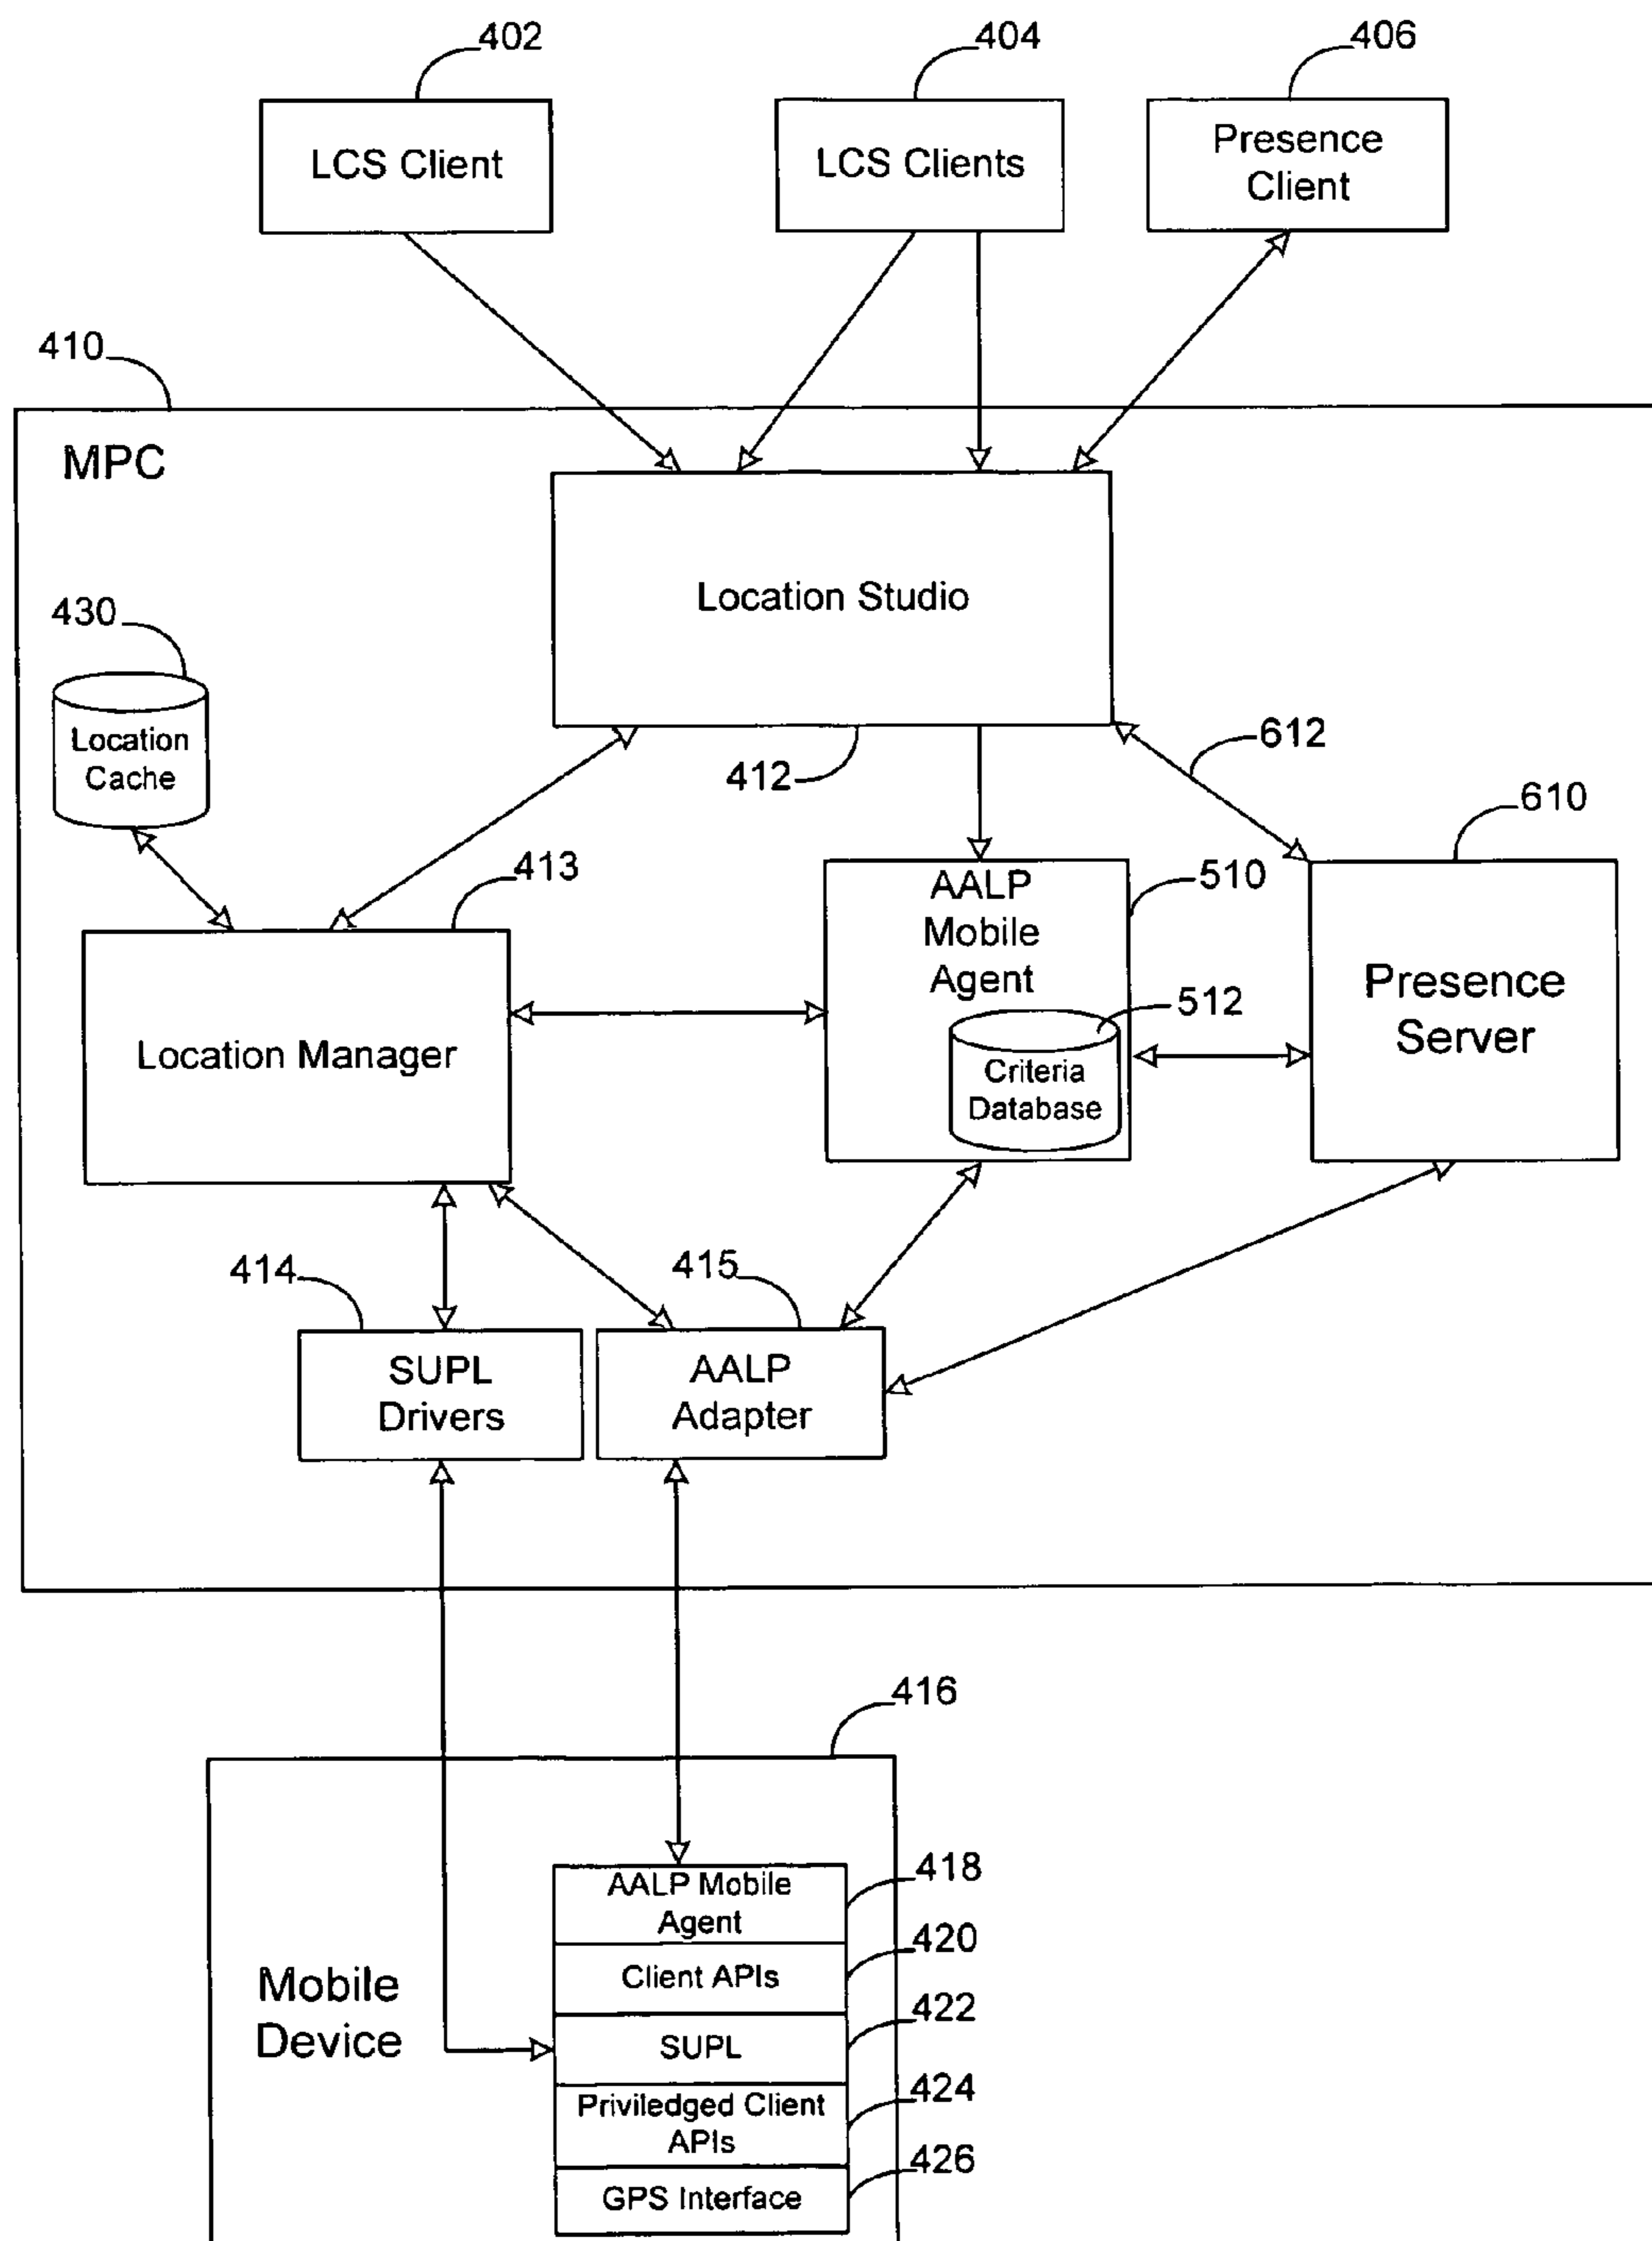 402
404
406
LCS Client
LCS Clients
Presence
Client
410
MPC
Location Studio
430
Location
Cache
412
612
610
413
AALP
Mobile
Agent
510
512
Criteria
Database
Location Manager
Presence
Server
414
415
SUPL
Drivers
AALP
Adapter
416
Mobile
Device
AALP Mobile
Agent
418
Client APIs
420
SUPL
422
Priviledged Client
APIs
424
GPS Interface
426